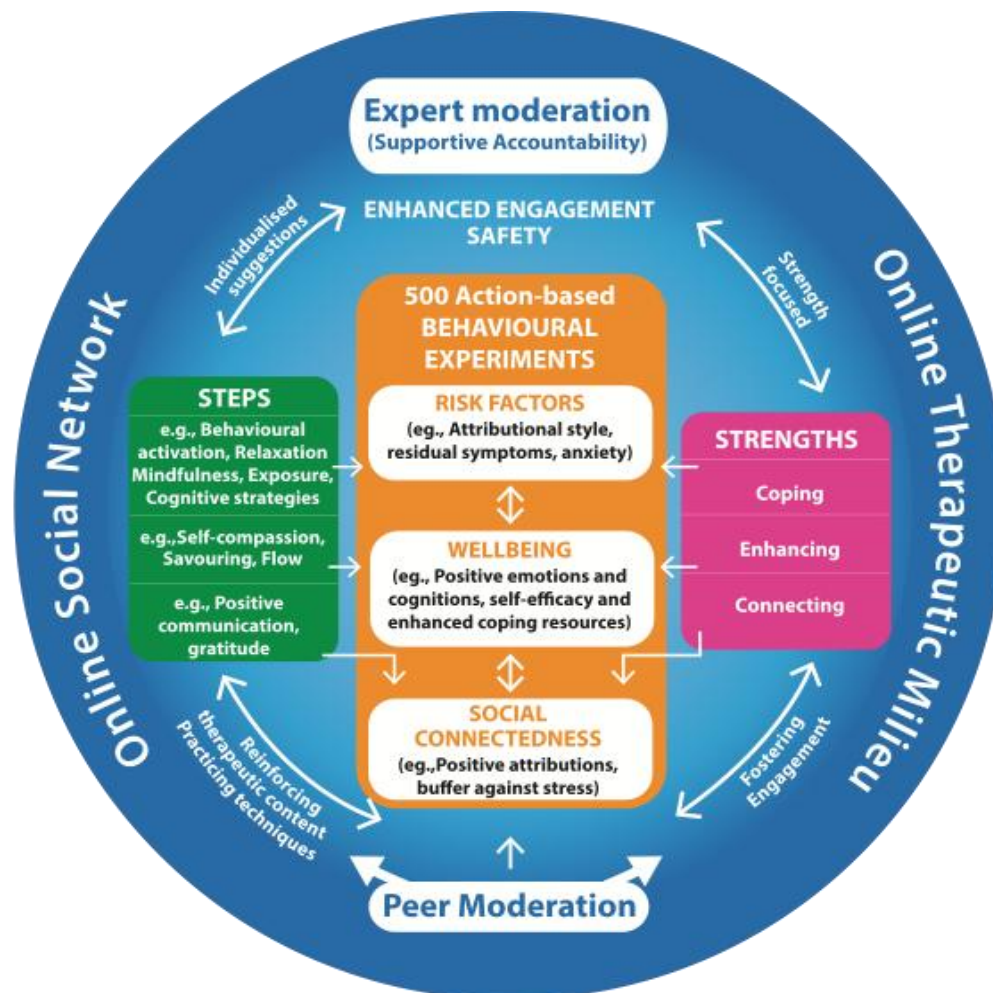 Expert moderation
(Supportive Accountability)
ENHANCED ENGAGEMENT
SAFETY
Individualised
suggestions
Strength
focused
Online Social Network
Online Therapeutic Milieu
500 Action-based
BEHAVIOURAL
EXPERIMENTS
RISK FACTORS
(eg., Attributional style,
residual symptoms, anxiety)
WELLBEING
(eg., Positive emotions and
cognitions, self-efficacy and
enhanced coping resources)
SOCIAL
CONNECTEDNESS
(eg.,Positive attributions,
buffer against stress)
STEPS
e.g., Behavioural
activation, Relaxation
Mindfulness, Exposure,
Cognitive strategies
e.g.,Self-compassion,
Savouring, Flow
e.g., Positive
communication,
gratitude
STRENGTHS
Coping
Enhancing
Connecting
Reinforcing
therapeutic content
Practicing techniques
Fostering
Engagement
Peer Moderation